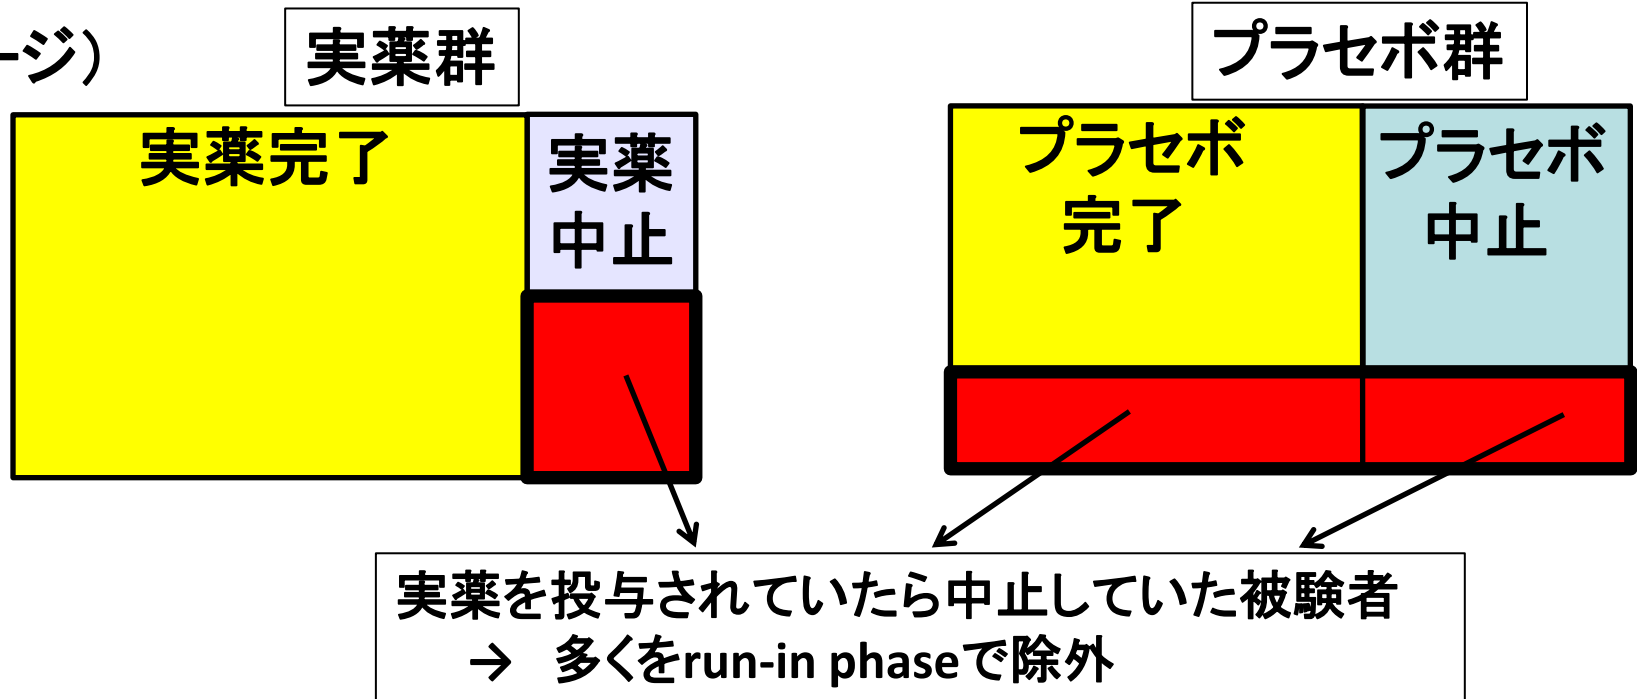 ージ)
実薬群
プラセボ群
実薬完了
実薬
中止
プラセボ
完了
プラセボ
中止
実薬を投与されていたら中止していた被験者
→ 多くをrun-in phaseで除外